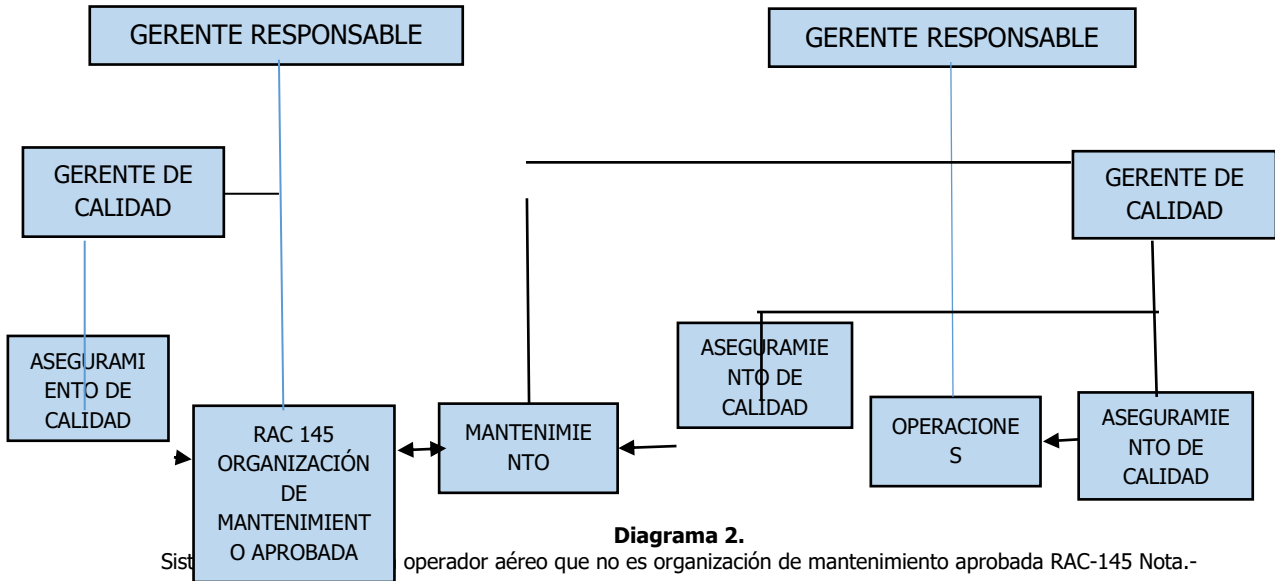 GERENTE RESPONSABLE
GERENTE RESPONSABLE
GERENTE DE
CALIDAD
GERENTE DE
CALIDAD
ASEGURAMI
ENTO DE
CALIDAD
RAC 145
ORGANIZACIÓN
DE
MANTENIMIENT
O APROBADA
MANTENIMIE
NTO
ASEGURAMIE
NTO DE
CALIDAD
OPERACIONE
S
ASEGURAMIE
NTO DE
CALIDAD
Diagrama 2.
Sist operador aéreo que no es organización de mantenimiento aprobada RAC-145 Nota.-